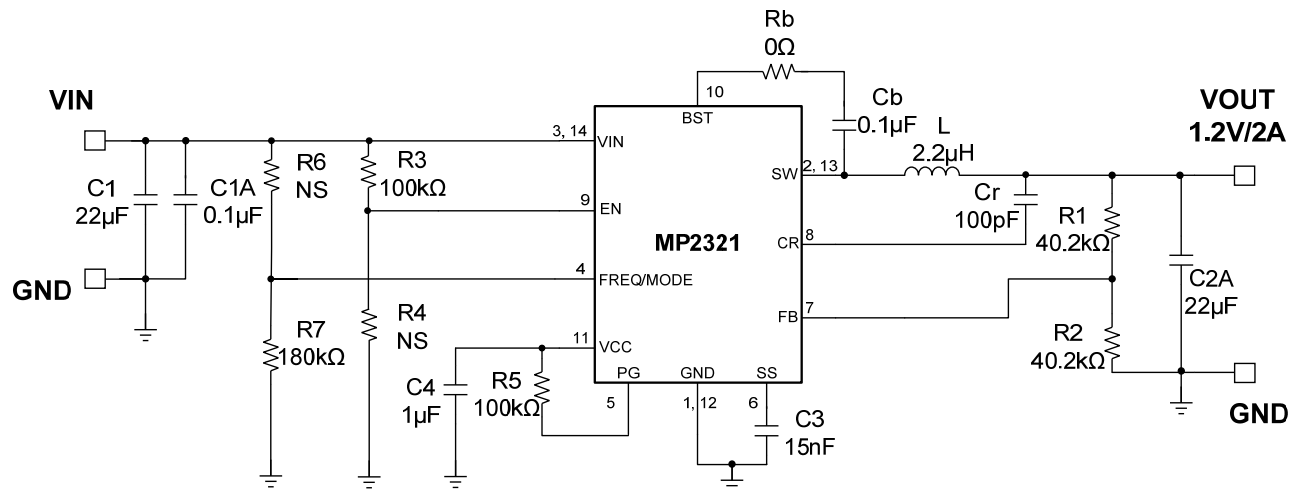 Rb
0Ω
VIN
10
BST
Cb
0.1µF
L
2.2µH
VOUT
1.2V/2A
3, 14
VIN
R6
NS
R3
100kΩ
C1
22µF
C1A
0.1µF
SW
2, 13
Cr
100pF
R1
40.2kΩ
9
EN
MP2321
CR
8
GND
4
FREQ/MODE
C2A
22µF
FB
7
R7
180kΩ
R4
NS
R2
40.2kΩ
11
VCC
C4
1µF
R5
100kΩ
PG
GND
SS
5
1, 12
6
C3
15nF
GND